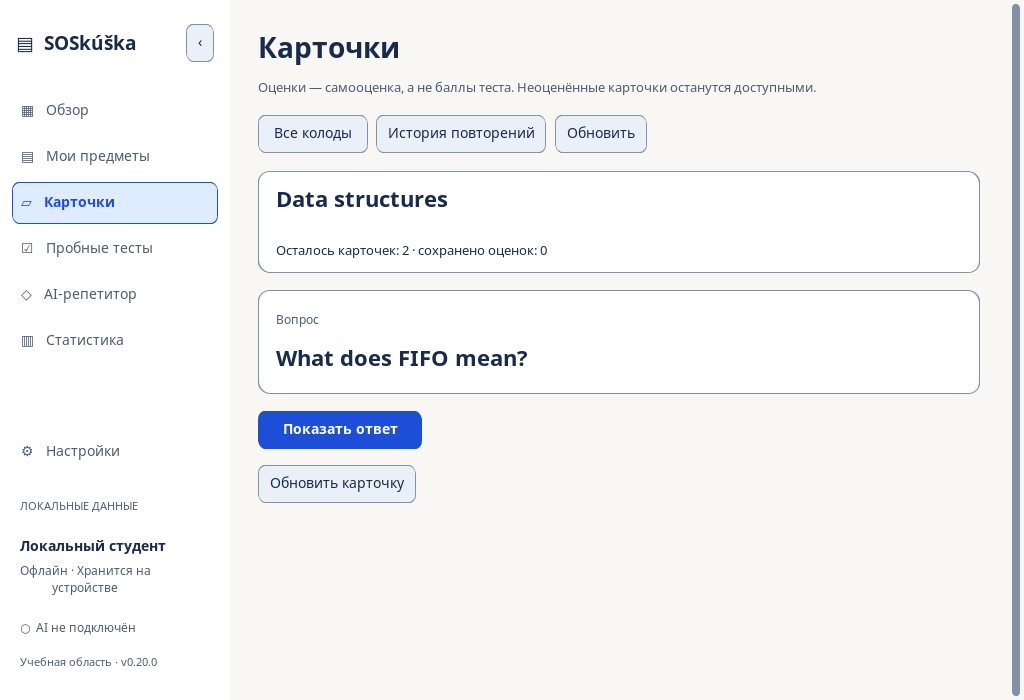 SOSkúška
Обзор
Мои предметы
Карточки
Пробные тесты
AI-репетитор
Статистика
Настройки
ЛОКАЛЬНЫЕ ДАННЫЕ
Локальный студент
Офлайн · Хранится на
устройстве
AI не подключён
Учебная область · v0.20.0
Карточки
Оценки — самооценка, а не баллы теста. Неоценённые карточки останутся доступными.
Все колоды
История повторений
Обновить
Data structures
Осталось карточек: 2 · сохранено оценок: 0
Вопрос
What does FIFO mean?
Показать ответ
Обновить карточку